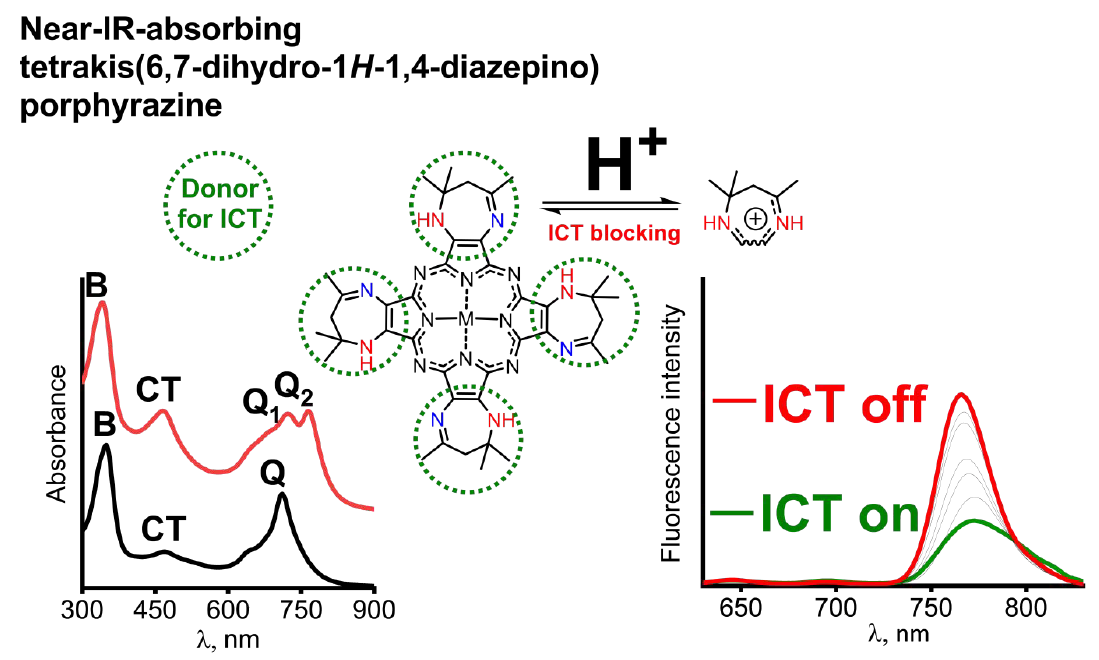 Near-IR-absorbing
tetrakis(6,7-dihydro-1H-1,4-diazepino)
porphyrazine
Donor
for ICT
H+
ICT blocking
HN
N
HN
NH
N
N
N
N
H
N
N
N
M
N
N
N
H
N
N
N
N
N
NH
B
CT
Q1
Q2
B
CT
Q
Absorbance
300
450
600
750
900
λ, nm
Fluorescence intensity
ICT off
ICT on
650
700
750
800
λ, nm